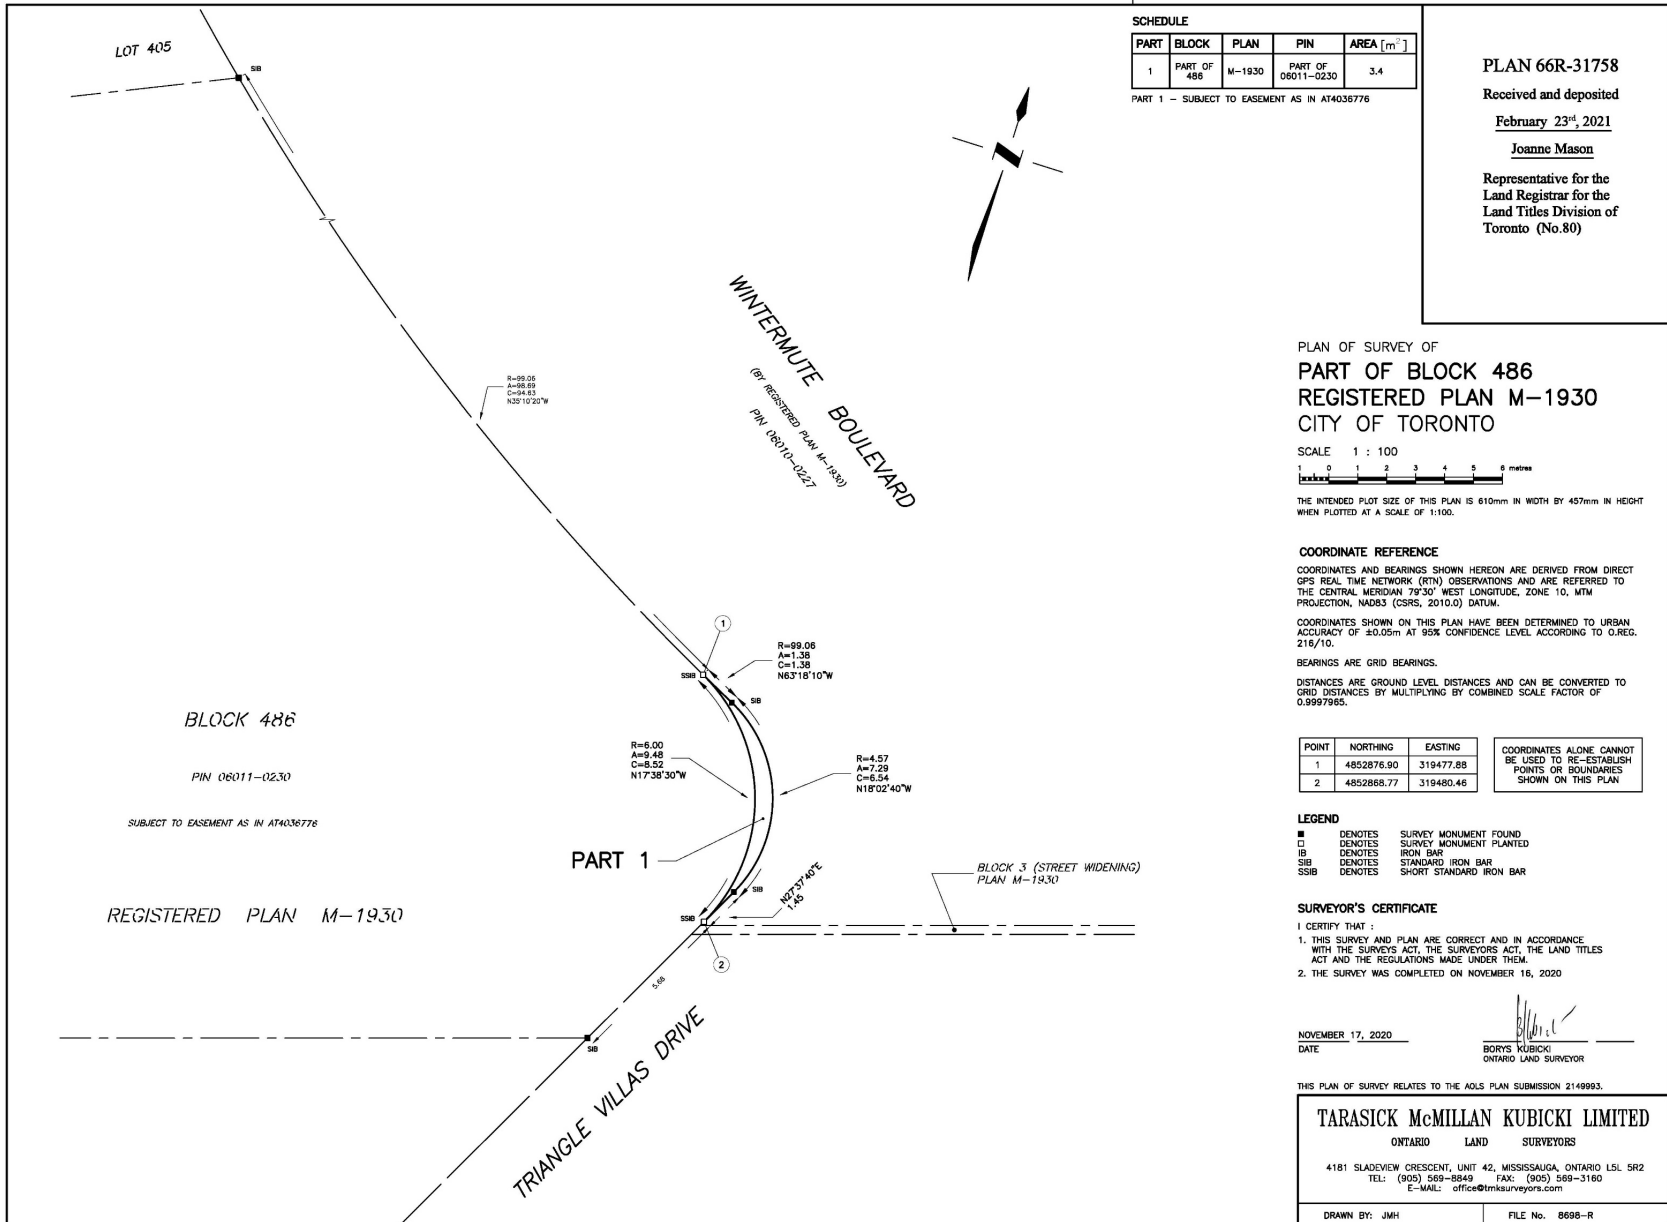 SCHEDULE
PART BLOCK PLAN PIN AREA [m²]
1 PART OF 486 M-1930 PART OF 06011-0230 3.4
PART 1 - SUBJECT TO EASEMENT AS IN AT4036776
PLAN 66R-31758
Received and deposited
February 23rd, 2021
Joanne Mason
Representative for the
Land Registrar for the
Land Titles Division of
Toronto (No.80)
LOT 405
SIB
N
R=99.06
A=98.69
C=94.63
N35°10'20"W
WINTERMUTE BOULEVARD
(BY REGISTERED PLAN M-1930)
PIN 06010-0227
PLAN OF SURVEY OF
PART OF BLOCK 486
REGISTERED PLAN M-1930
CITY OF TORONTO
SCALE 1 : 100
1 0 1 2 3 4 5 6 metres
THE INTENDED PLOT SIZE OF THIS PLAN IS 610mm IN WIDTH BY 457mm IN HEIGHT
WHEN PLOTTED AT A SCALE OF 1:100.
COORDINATE REFERENCE
COORDINATES AND BEARINGS SHOWN HEREON ARE DERIVED FROM DIRECT
GPS REAL TIME NETWORK (RTN) OBSERVATIONS AND ARE REFERRED TO
THE CENTRAL MERIDIAN 79°30' WEST LONGITUDE, ZONE 10, MTM
PROJECTION, NAD83 (CSRS, 2010.0) DATUM.
COORDINATES SHOWN ON THIS PLAN HAVE BEEN DETERMINED TO URBAN
ACCURACY OF ±0.05m AT 95% CONFIDENCE LEVEL ACCORDING TO O.REG.
216/10.
BEARINGS ARE GRID BEARINGS.
DISTANCES ARE GROUND LEVEL DISTANCES AND CAN BE CONVERTED TO
GRID DISTANCES BY MULTIPLYING BY COMBINED SCALE FACTOR OF
0.9997965.
1
R=99.06
A=1.38
C=1.38
N63°18'10"W
SSIB
SIB
BLOCK 486
PIN 06011-0230
SUBJECT TO EASEMENT AS IN AT4036776
REGISTERED PLAN M-1930
R=6.00
A=9.48
C=8.52
N17°38'30"W
R=4.57
A=7.29
C=6.54
N18°02'40"W
PART 1
SIB
N27°37'40"E
1.45
SSIB
2
BLOCK 3 (STREET WIDENING)
PLAN M-1930
5.68
SIB
TRIANGLE VILLAS DRIVE
POINT NORTHING EASTING
1 4852876.90 319477.88
2 4852868.77 319480.46
COORDINATES ALONE CANNOT
BE USED TO RE-ESTABLISH
POINTS OR BOUNDARIES
SHOWN ON THIS PLAN
LEGEND
■ DENOTES SURVEY MONUMENT FOUND
□ DENOTES SURVEY MONUMENT PLANTED
IB DENOTES IRON BAR
SIB DENOTES STANDARD IRON BAR
SSIB DENOTES SHORT STANDARD IRON BAR
SURVEYOR'S CERTIFICATE
I CERTIFY THAT :
1. THIS SURVEY AND PLAN ARE CORRECT AND IN ACCORDANCE
WITH THE SURVEYS ACT, THE SURVEYORS ACT, THE LAND TITLES
ACT AND THE REGULATIONS MADE UNDER THEM.
2. THE SURVEY WAS COMPLETED ON NOVEMBER 16, 2020
NOVEMBER 17, 2020
DATE
BORYS KUBICKI
ONTARIO LAND SURVEYOR
THIS PLAN OF SURVEY RELATES TO THE AOLS PLAN SUBMISSION 2149993.
TARASICK McMILLAN KUBICKI LIMITED
ONTARIO LAND SURVEYORS
4181 SLADEVIEW CRESCENT, UNIT 42, MISSISSAUGA, ONTARIO L5L 5R2
TEL: (905) 569-8849 FAX: (905) 569-3160
E-MAIL: office@tmksurveyors.com
DRAWN BY: JMH FILE No. 8698-R